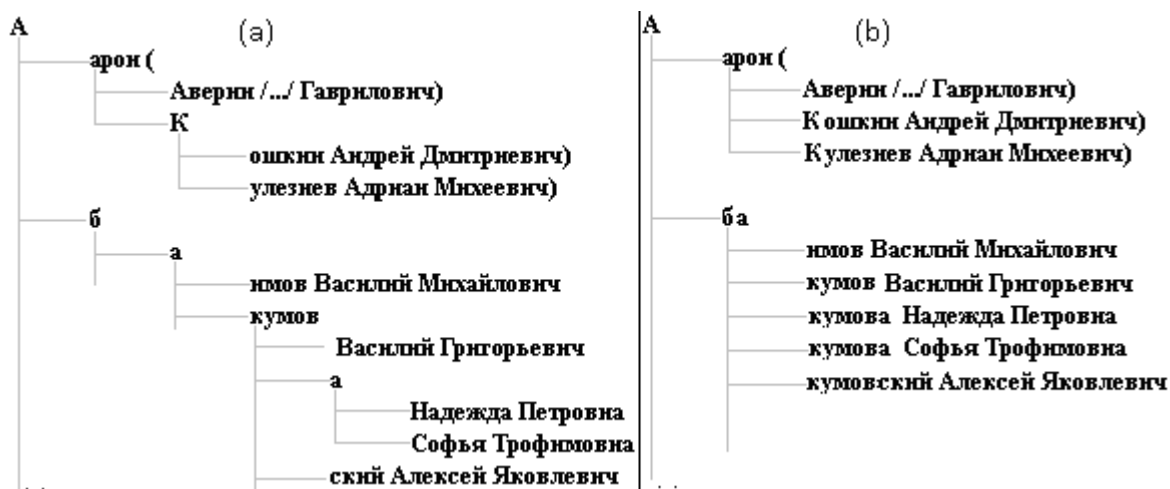 А
(a)
арон (
Аверин /.../ Гаврилович)
К
ошкин Андрей Дмитриевич)
улезнев Адриан Михеевич)
б
а
имов Василий Михайлович
кумов
Василий Григорьевич
а
Надежда Петровна
Софья Трофимовна
ский Алексей Яковлевич
А
(b)
арон (
Аверин /.../ Гаврилович)
К ошкин Андрей Дмитриевич)
К улезнев Адриан Михеевич)
ба
имов Василий Михайлович
кумов Василий Григорьевич
кумова Надежда Петровна
кумова Софья Трофимовна
кумовский Алексей Яковлевич